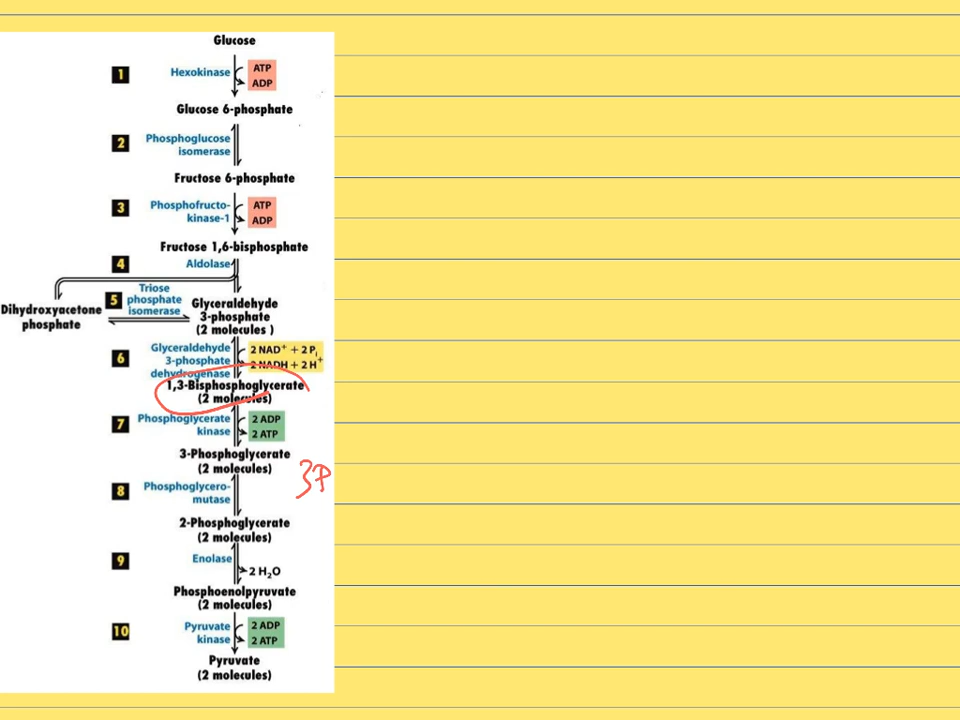 Glucose
1
Hexokinase
ATP
ADP
Glucose 6-phosphate
2
Phosphoglucose
isomerase
Fructose 6-phosphate
3
Phosphofructo-
kinase-1
ATP
ADP
Fructose 1,6-bisphosphate
4
Aldolase
Dihydroxyacetone
phosphate
5
Triose
phosphate
isomerase
Glyceraldehyde
3-phosphate
(2 molecules )
6
Glyceraldehyde
3-phosphate
dehydrogenase
2 NAD⁺ + 2 Pᵢ
2 NADH + 2 H⁺
1,3-Bisphosphoglycerate
(2 molecules)
7
Phosphoglycerate
kinase
2 ADP
2 ATP
3-Phosphoglycerate
(2 molecules)
3P
8
Phosphoglycero-
mutase
2-Phosphoglycerate
(2 molecules)
9
Enolase
2 H₂O
Phosphoenolpyruvate
(2 molecules)
10
Pyruvate
kinase
2 ADP
2 ATP
Pyruvate
(2 molecules)